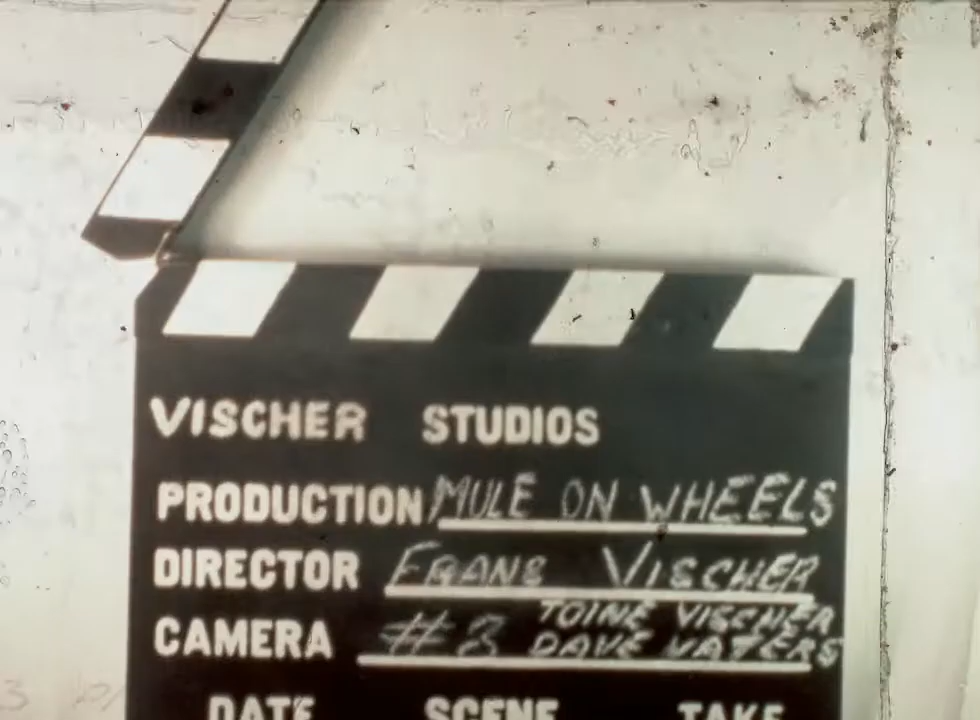 VISCHER STUDIOS
PRODUCTION MULE ON WHEELS
DIRECTOR FRANS VISCHER
TOINE VISCHER
CAMERA #3 DAVE WATERS
DATE SCENE TAKE